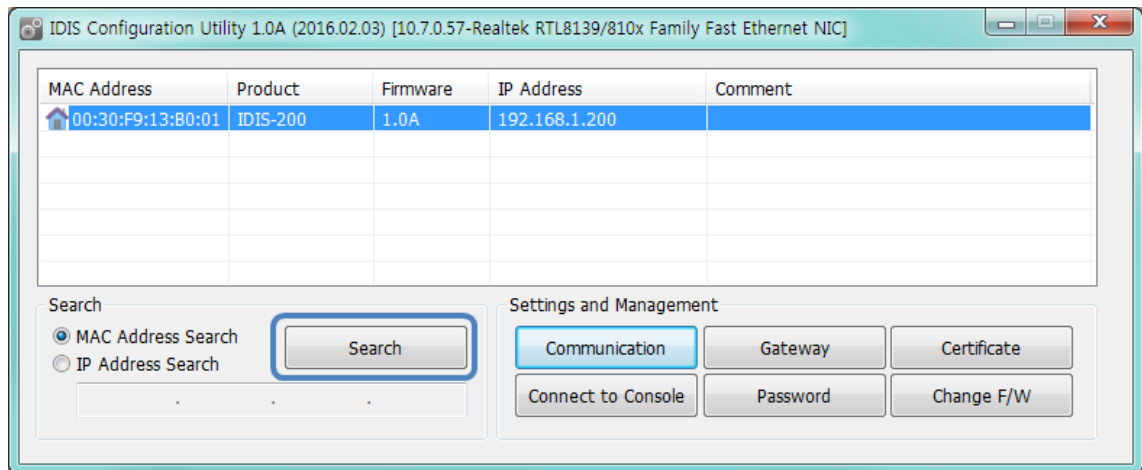 IDIS Configuration Utility 1.0A (2016.02.03) [10.7.0.57-Realtek RTL8139/810x Family Fast Ethernet NIC]
MAC Address Product Firmware IP Address Comment
00:30:F9:13:B0:01 IDIS-200 1.0A 192.168.1.200
Search
MAC Address Search
IP Address Search
Search
. . .
Settings and Management
Communication Gateway Certificate
Connect to Console Password Change F/W